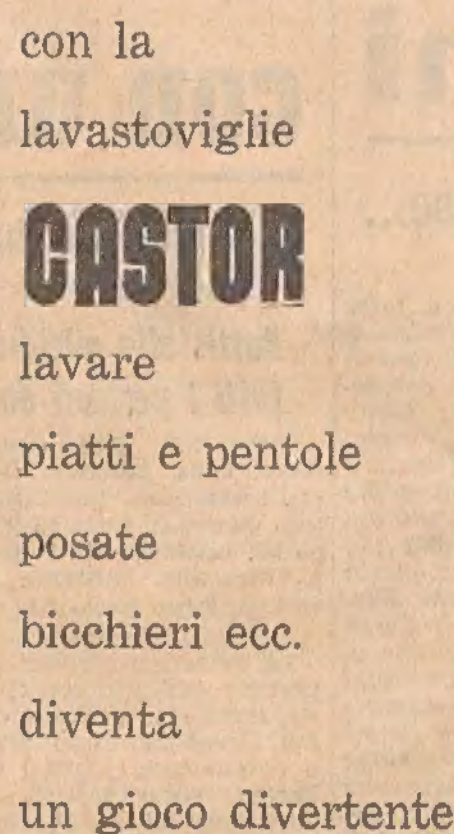 con la
lavastoviglie
CASTOR
lavare
piatti e pentole
posate
bicchieri ecc.
diventa
un gioco divertente